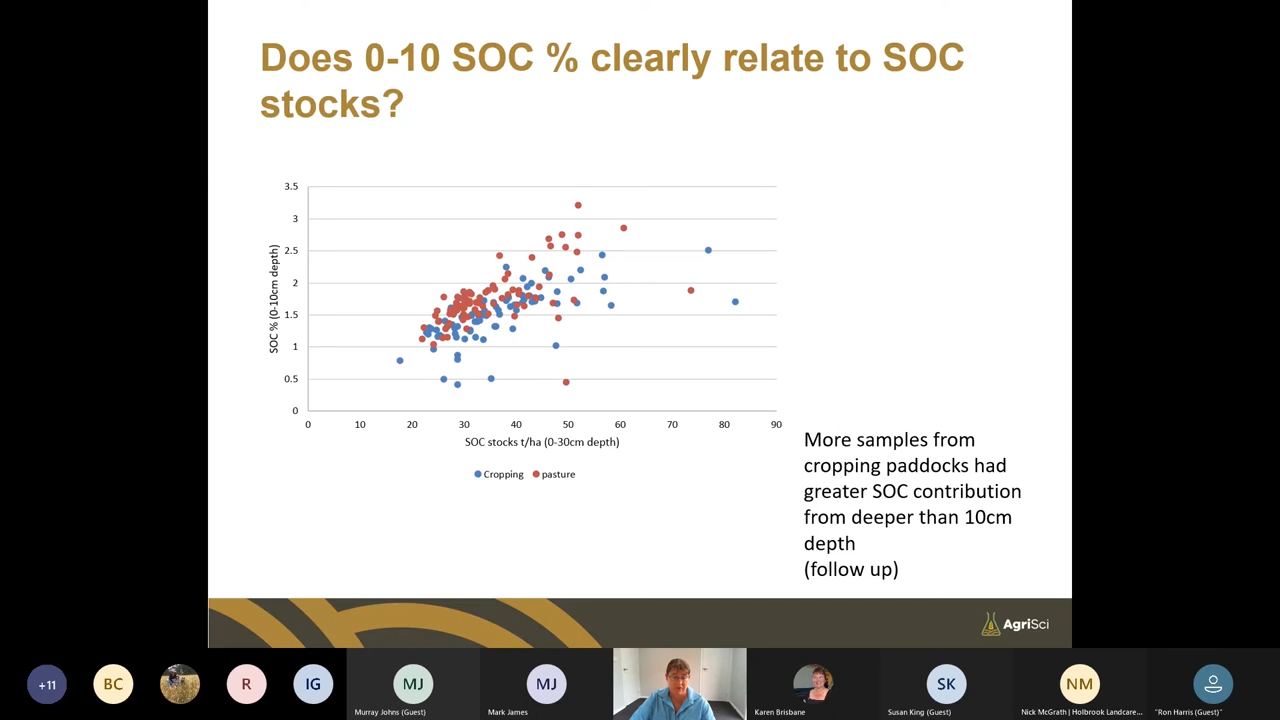 Does 0-10 SOC % clearly relate to SOC
stocks?
3.5
3
2.5
2
1.5
1
0.5
0
SOC % (0-10cm depth)
0 10 20 30 40 50 60 70 80 90
SOC stocks t/ha (0-30cm depth)
Cropping pasture
More samples from
cropping paddocks had
greater SOC contribution
from deeper than 10cm
depth
(follow up)
AgriSci
+11
BC
R
IG
MJ
Murray Johns (Guest)
MJ
Mark James
Karen Brisbane
SK
Susan King (Guest)
NM
Nick McGrath | Holbrook Landcare...
"Ron Harris (Guest)"